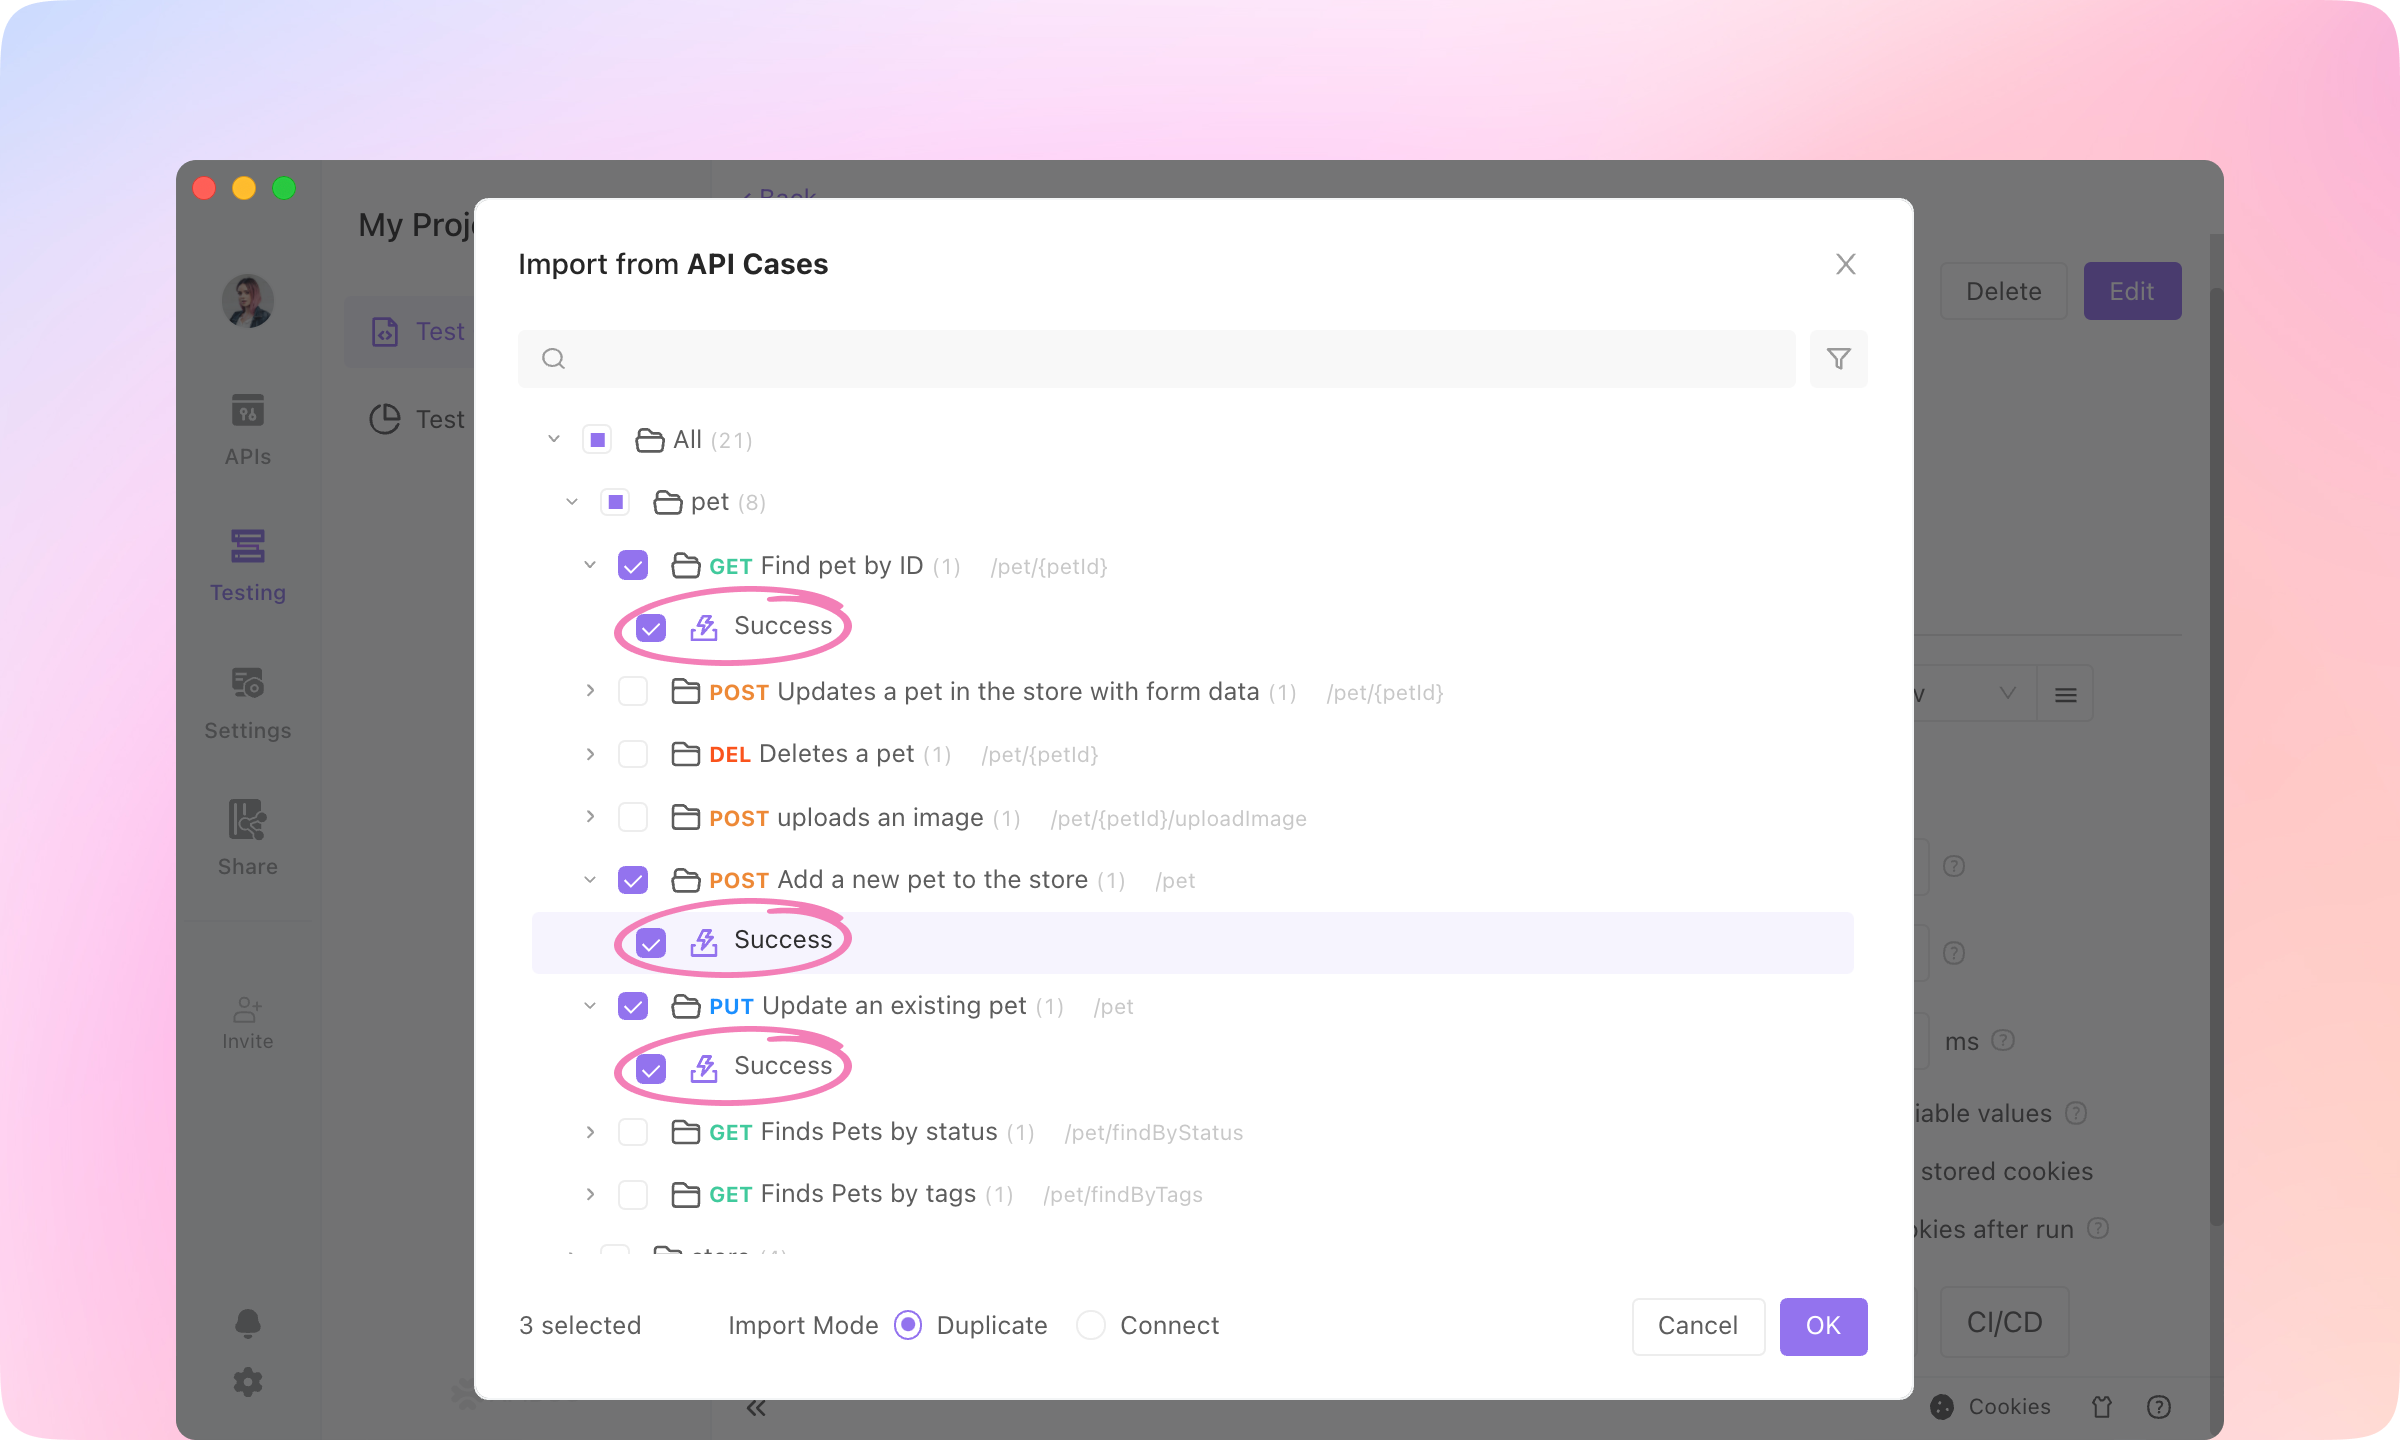 Back
My Proj
Import from API Cases
Delete
Edit
Test
Test
APIs
Testing
Settings
Share
Invite
All (21)
pet (8)
GET Find pet by ID (1) /pet/{petId}
Success
POST Updates a pet in the store with form data (1) /pet/{petId}
DEL Deletes a pet (1) /pet/{petId}
POST uploads an image (1) /pet/{petId}/uploadImage
POST Add a new pet to the store (1) /pet
Success
PUT Update an existing pet (1) /pet
Success
GET Finds Pets by status (1) /pet/findByStatus
GET Finds Pets by tags (1) /pet/findByTags
store
v
ms
iable values
stored cookies
okies after run
3 selected Import Mode Duplicate Connect
Cancel
OK
CI/CD
Cookies